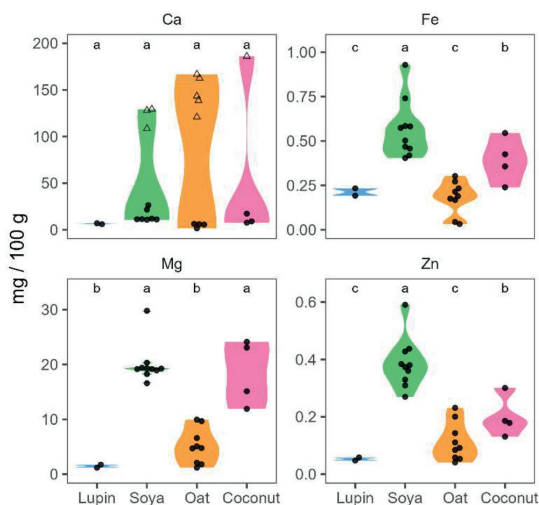 Ca
Fe
a a a a
c a c b
200
150
100
50
0
1.00
0.75
0.50
0.25
0.00
mg / 100 g
Mg
Zn
b a b a
c a c b
30
20
10
0
0.6
0.4
0.2
0.0
Lupin Soya Oat Coconut
Lupin Soya Oat Coconut